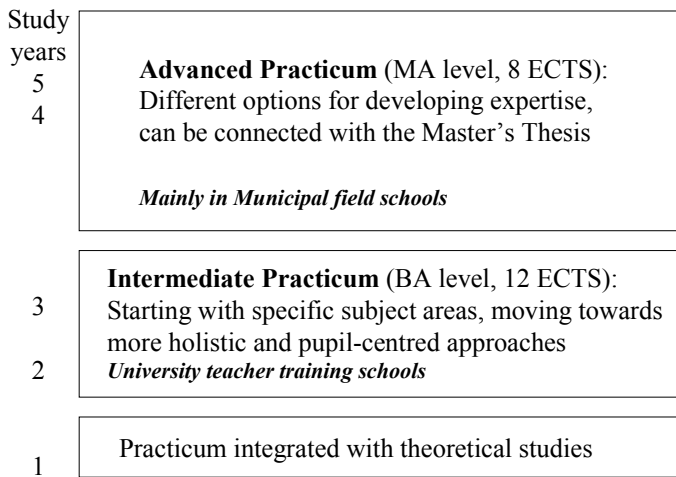 Study
years
5
4
Advanced Practicum (MA level, 8 ECTS):
Different options for developing expertise,
can be connected with the Master's Thesis
Mainly in Municipal field schools
3
2
Intermediate Practicum (BA level, 12 ECTS):
Starting with specific subject areas, moving towards
more holistic and pupil-centred approaches
University teacher training schools
1
Practicum integrated with theoretical studies